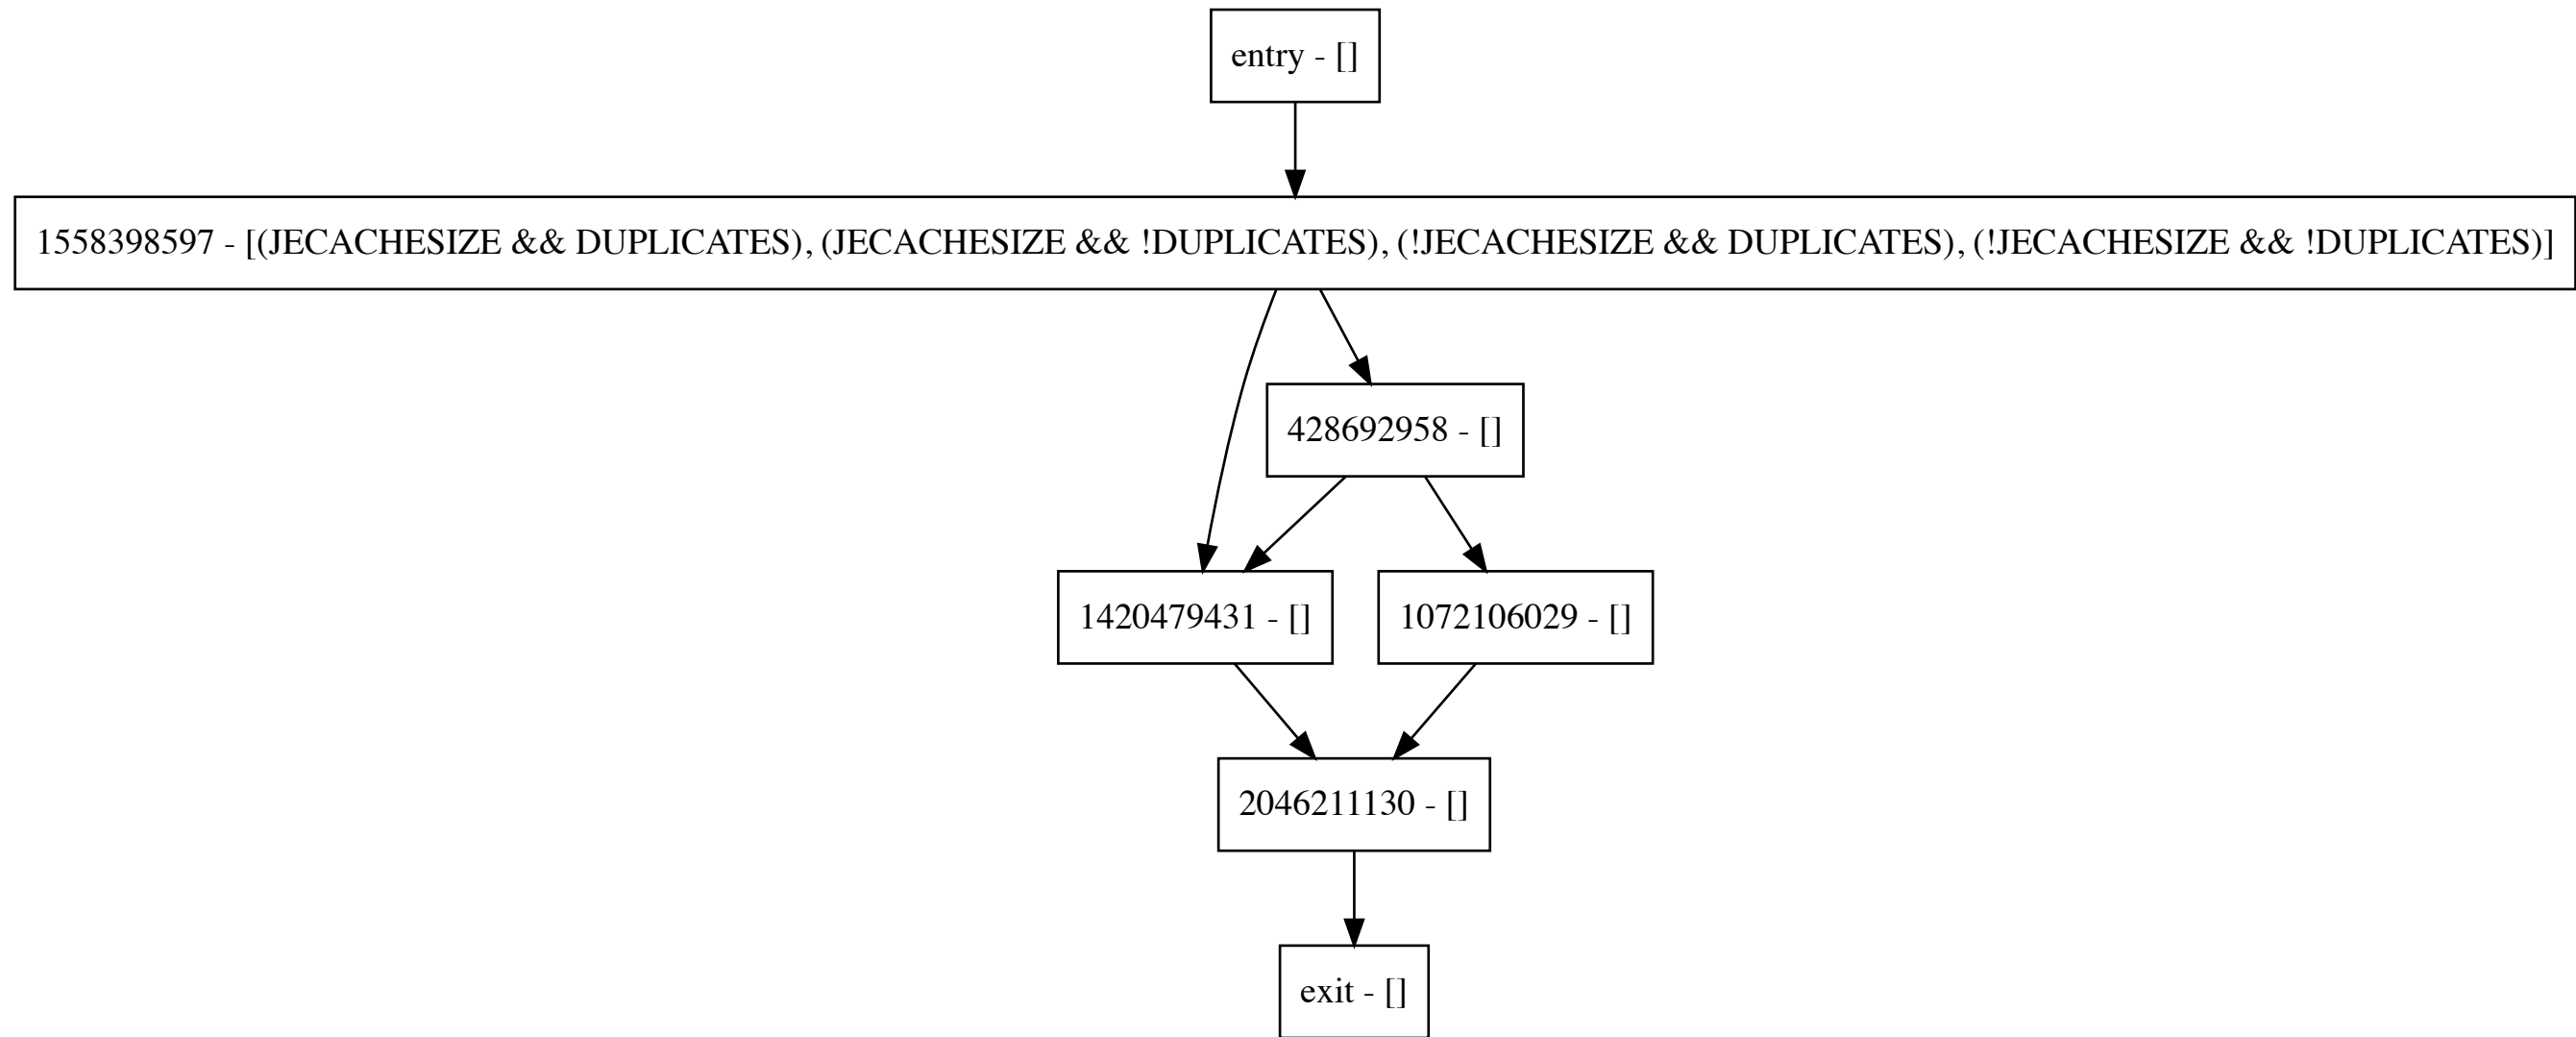 entry - []
1558398597 - [(JECACHESIZE && DUPLICATES), (JECACHESIZE && !DUPLICATES), (!JECACHESIZE && DUPLICATES), (!JECACHESIZE && !DUPLICATES)]
428692958 - []
1420479431 - []
1072106029 - []
2046211130 - []
exit - []